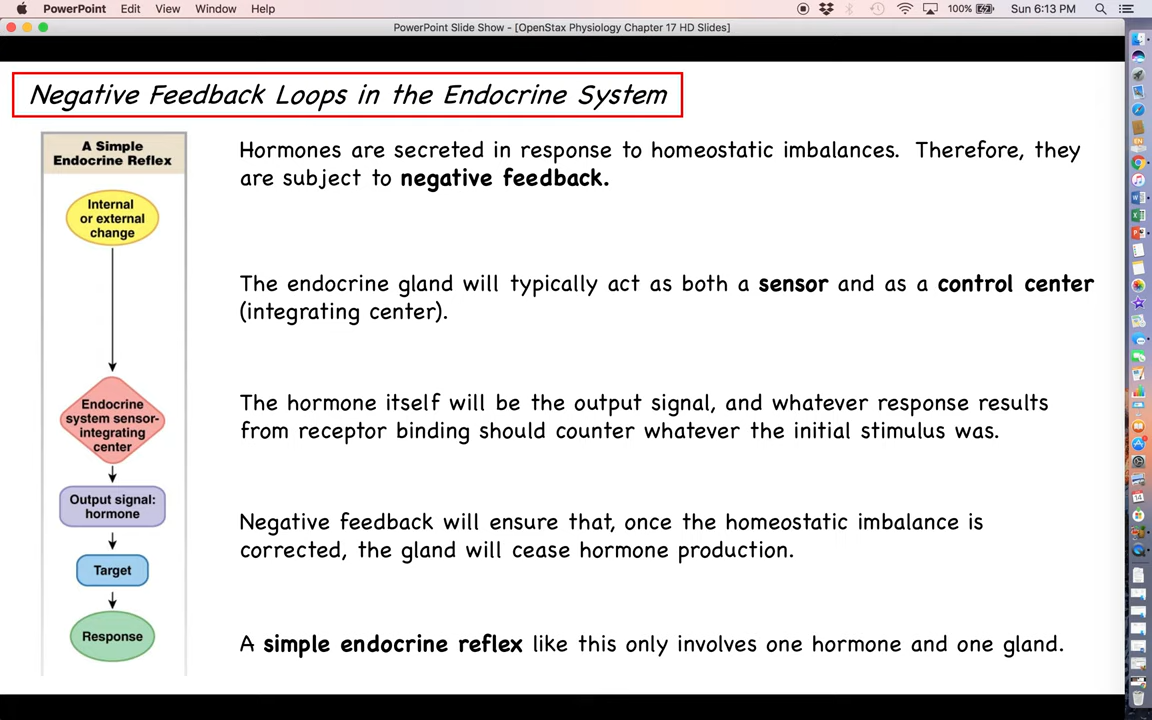 PowerPoint Edit View Window Help 100% Sun 6:13 PM
PowerPoint Slide Show - [OpenStax Physiology Chapter 17 HD Slides]
Negative Feedback Loops in the Endocrine System
A Simple
Endocrine Reflex
Internal
or external
change
Endocrine
system sensor-
integrating
center
Output signal:
hormone
Target
Response
Hormones are secreted in response to homeostatic imbalances. Therefore, they
are subject to negative feedback.
The endocrine gland will typically act as both a sensor and as a control center
(integrating center).
The hormone itself will be the output signal, and whatever response results
from receptor binding should counter whatever the initial stimulus was.
Negative feedback will ensure that, once the homeostatic imbalance is
corrected, the gland will cease hormone production.
A simple endocrine reflex like this only involves one hormone and one gland.